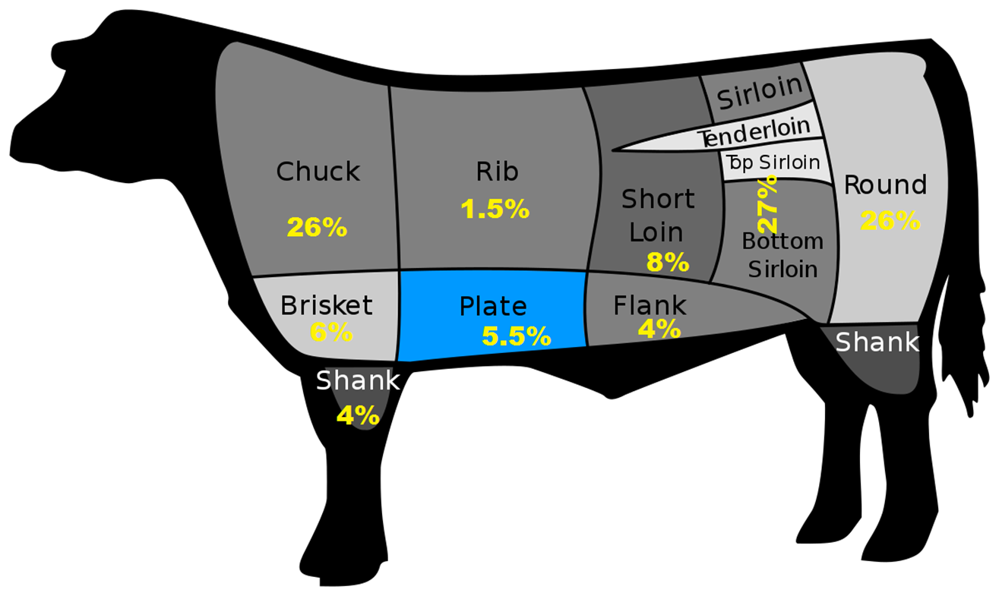 Sirloin
Tenderloin
Top Sirloin
Chuck
26%
Rib
1.5%
Short
Loin
8%
27%
Bottom
Sirloin
Round
26%
Brisket
6%
Plate
5.5%
Flank
4%
Shank
4%
Shank